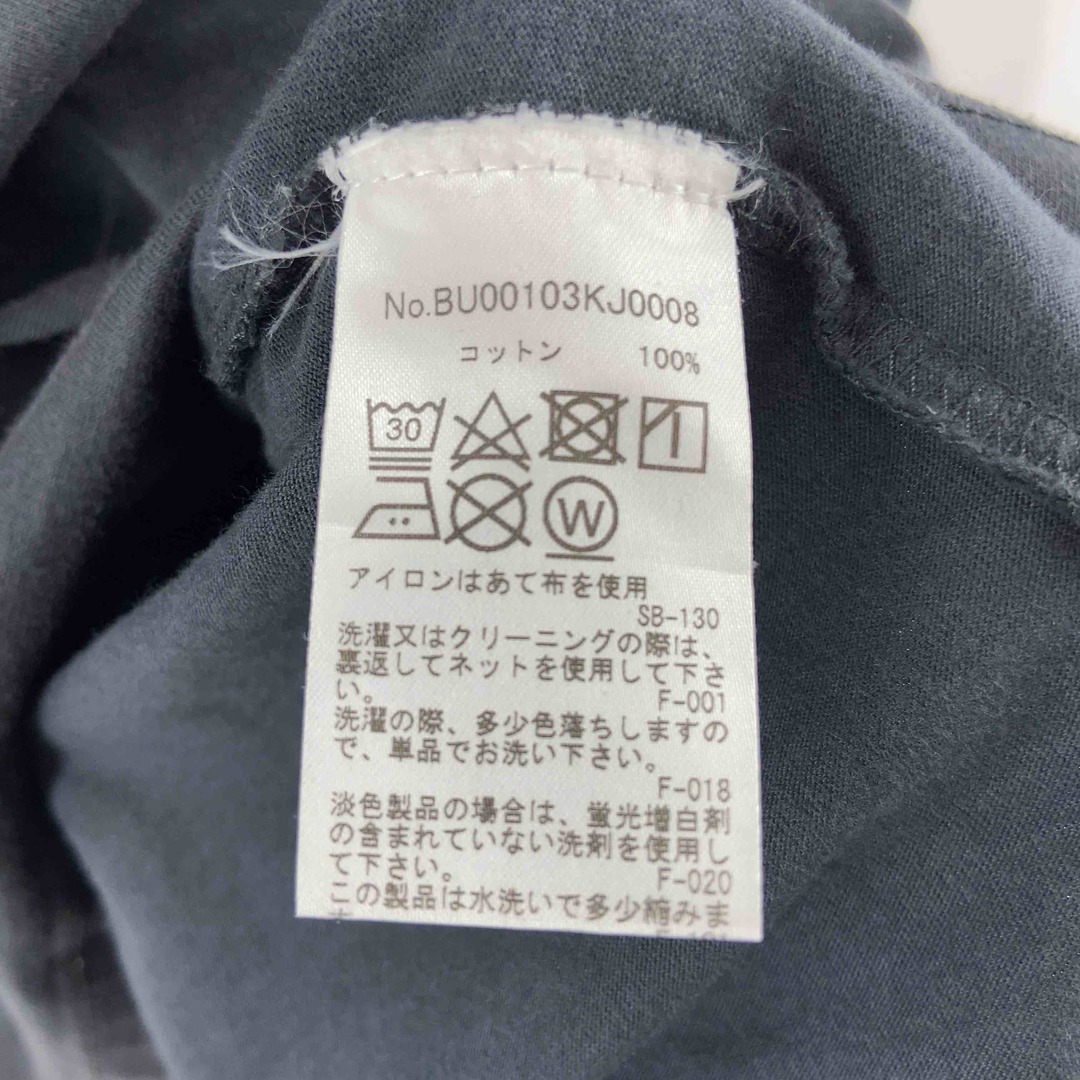 No.BU00103KJ0008
コットン 100%
30
W
アイロンはあて布を使用
SB-130
洗濯又はクリーニングの際は、
裏返してネットを使用して下さ
い。 F-001
洗濯の際、多少色落ちしますの
で、単品でお洗い下さい。
F-018
淡色製品の場合は、蛍光増白剤
の含まれていない洗剤を使用し
て下さい。 F-020
この製品は水洗いで多少縮みま